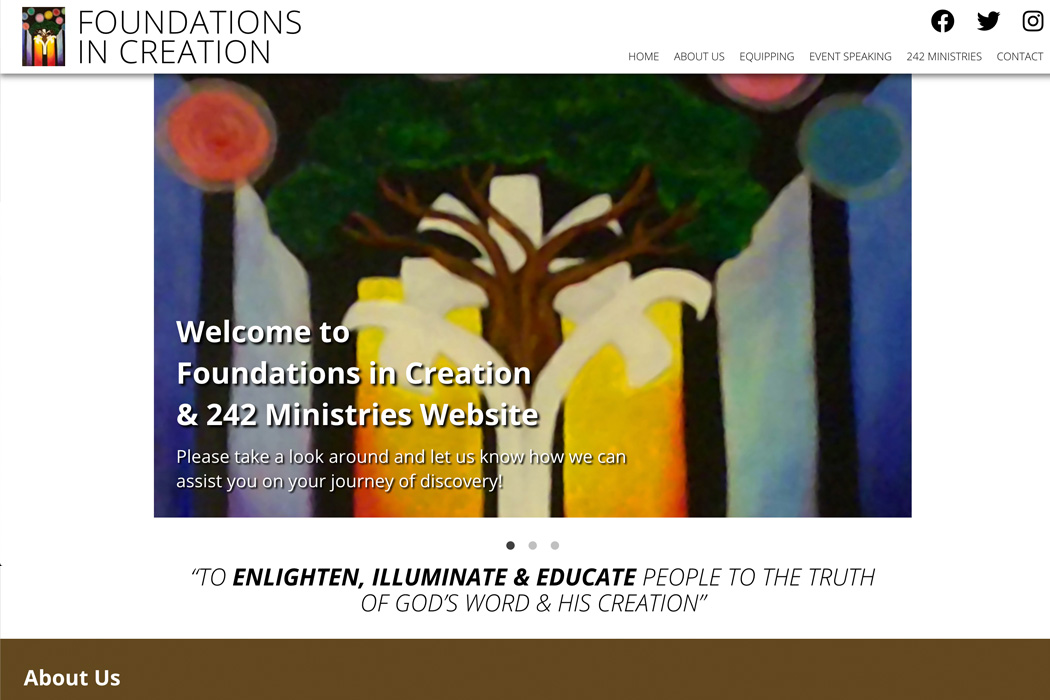 FOUNDATIONS
IN CREATION
HOME ABOUT US EQUIPPING EVENT SPEAKING 242 MINISTRIES CONTACT
Welcome to
Foundations in Creation
& 242 Ministries Website
Please take a look around and let us know how we can
assist you on your journey of discovery!
“TO ENLIGHTEN, ILLUMINATE & EDUCATE PEOPLE TO THE TRUTH
OF GOD’S WORD & HIS CREATION”
About Us